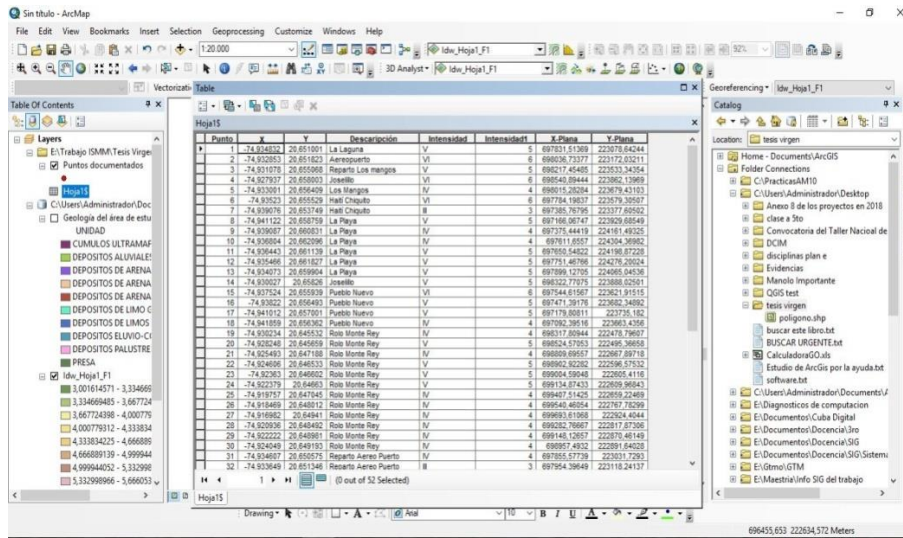 Sin título - ArcMap
File Edit View Bookmarks Insert Selection Geoprocessing Customize Windows Help
1:20.000 Idw_Hoja1_F1 92%
3D Analyst Idw_Hoja1_F1
Vectorizati Table Georeferencing Idw_Hoja1_F1
Table Of Contents
Layers
E:\Trabajo ISMM\Tesis Virger
Puntos documentados
Hoja1$
C:\Users\Administrador\Doc
Geología del área de estu
UNIDAD
CUMULOS ULTRAMAF
DEPOSITOS ALUVIALES
DEPOSITOS DE ARENA
DEPOSITOS DE ARENA
DEPOSITOS DE ARENA
DEPOSITOS DE LIMO G
DEPOSITOS DE LIMOS
DEPOSITOS ELUVIO-CO
DEPOSITOS PALUSTRE
PRESA
Idw_Hoja1_F1
3,001614571 - 3,334669
3,334669485 - 3,667724
3,667724398 - 4,000779
4,000779312 - 4,333834
4,333834225 - 4,666889
4,666889139 - 4,999944
4,999944052 - 5,332998
5,332998966 - 5,666053
Hoja1$
Punto X Y Descripción Intensidad Intensidad1 X-Plana Y-Plana
1 -74,934832 20,651001 La Laguna V 5 697831,51369 223078,64244
2 -74,932853 20,651823 Aereopuerto VI 6 698036,73377 223172,03211
3 -74,931078 20,655068 Reparto Los mangos V 5 698217,45485 223533,34354
4 -74,927937 20,658003 Joselillo VI 6 698540,89444 223862,13969
5 -74,933001 20,656409 Los Mangos IV 4 698015,28284 223679,43103
6 -74,93523 20,655529 Haití Chiquito VI 6 697784,19837 223579,30507
7 -74,939076 20,653749 Haití Chiquito III 3 697385,76795 223377,60502
8 -74,941122 20,658759 La Playa V 5 697166,06747 223929,68549
9 -74,939087 20,660831 La Playa IV 4 697375,44419 224161,49325
10 -74,936804 20,662096 La Playa IV 4 697611,6557 224304,36982
11 -74,936443 20,661139 La Playa V 5 697650,54822 224198,87228
12 -74,935466 20,661827 La Playa V 5 697751,46766 224276,20024
13 -74,934073 20,659904 La Playa V 5 697899,12705 224065,04536
14 -74,930027 20,65826 Joselillo V 5 698322,77075 223888,02501
15 -74,937524 20,655939 Pueblo Nuevo VI 6 697544,61567 223621,91515
16 -74,93822 20,656493 Pueblo Nuevo V 5 697471,39176 223682,34892
17 -74,941012 20,657001 Pueblo Nuevo V 5 697179,80811 223735,182
18 -74,941859 20,656362 Pueblo Nuevo IV 4 697092,39516 223663,4356
19 -74,930234 20,645532 Rolo Monte Rey IV 4 698317,80944 222478,79607
20 -74,928248 20,645659 Rolo Monte Rey V 5 698524,57053 222495,36658
21 -74,925493 20,647188 Rolo Monte Rey IV 4 698809,69557 222667,89718
22 -74,924606 20,646533 Rolo Monte Rey V 5 698902,92282 222596,57532
23 -74,92363 20,646602 Rolo Monte Rey V 5 699004,59048 222605,4116
24 -74,922379 20,64663 Rolo Monte Rey V 5 699134,87433 222609,96843
25 -74,919757 20,647045 Rolo Monte Rey IV 4 699407,51425 222659,22469
26 -74,918469 20,648012 Rolo Monte Rey IV 4 699540,46054 222767,78299
27 -74,916982 20,64941 Rolo Monte Rey IV 4 699693,61068 222924,4044
28 -74,920936 20,648492 Rolo Monte Rey IV 4 699282,76667 222817,87306
29 -74,922222 20,648981 Rolo Monte Rey IV 4 699148,12657 222870,46149
30 -74,924049 20,649193 Rolo Monte Rey IV 4 698957,4932 222891,64028
31 -74,934607 20,650575 Reparto Aereo Puerto IV 4 697855,57739 223031,7293
32 -74,933649 20,651346 Reparto Aereo Puerto III 3 697954,39649 223118,24137
1 (0 out of 52 Selected)
Hoja1$
Catalog
Location: tesis virgen
Home - Documents\ArcGIS
Folder Connections
C:\PracticasAM10
C:\Users\Administrador\Desktop
Anexo 8 de los proyectos en 2018
clase a 5to
Convocatoria del Taller Nacioal de
DCIM
disciplinas plan e
Evidencias
Manolo Importante
QGIS test
tesis virgen
poligono.shp
buscar este libro.txt
BUSCAR URGENTE.txt
CalculadoraGO.xls
Estudio de ArcGis por la ayuda.txt
software.txt
C:\Users\Administrador\Documents\A
E:\Diagnosticos de computacion
E:\Documentos\Cuba Digital
E:\Documentos\Docencia\3ro
E:\Documentos\Docencia\SIG
E:\Documentos\Docencia\SIG\Sistema
E:\Gtmo\GTM
E:\Maestria\Info SIG del trabajo
Drawing A Arial 10 B I U A
696455,653 222634,572 Meters